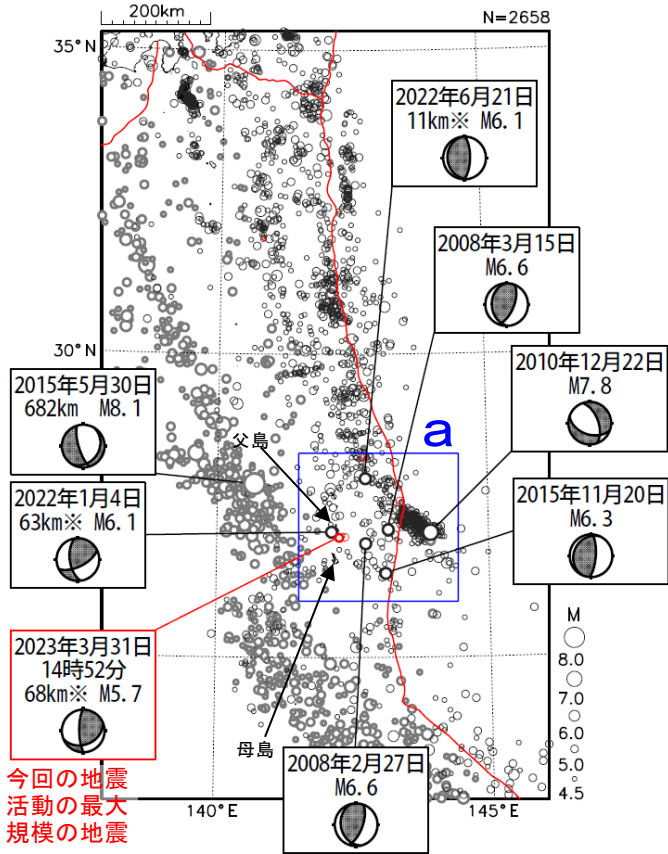 200km
N=2658
35°N
2022年6月21日
11km※ M6.1
2008年3月15日
M6.6
30°N
2010年12月22日
M7.8
2015年5月30日
682km M8.1
父島
a
2022年1月4日
63km※ M6.1
2015年11月20日
M6.3
2023年3月31日
14時52分
68km※ M5.7
母島
2008年2月27日
M6.6
M
8.0
7.0
6.0
5.0
4.5
今回の地震
活動の最大
規模の地震
140°E
145°E